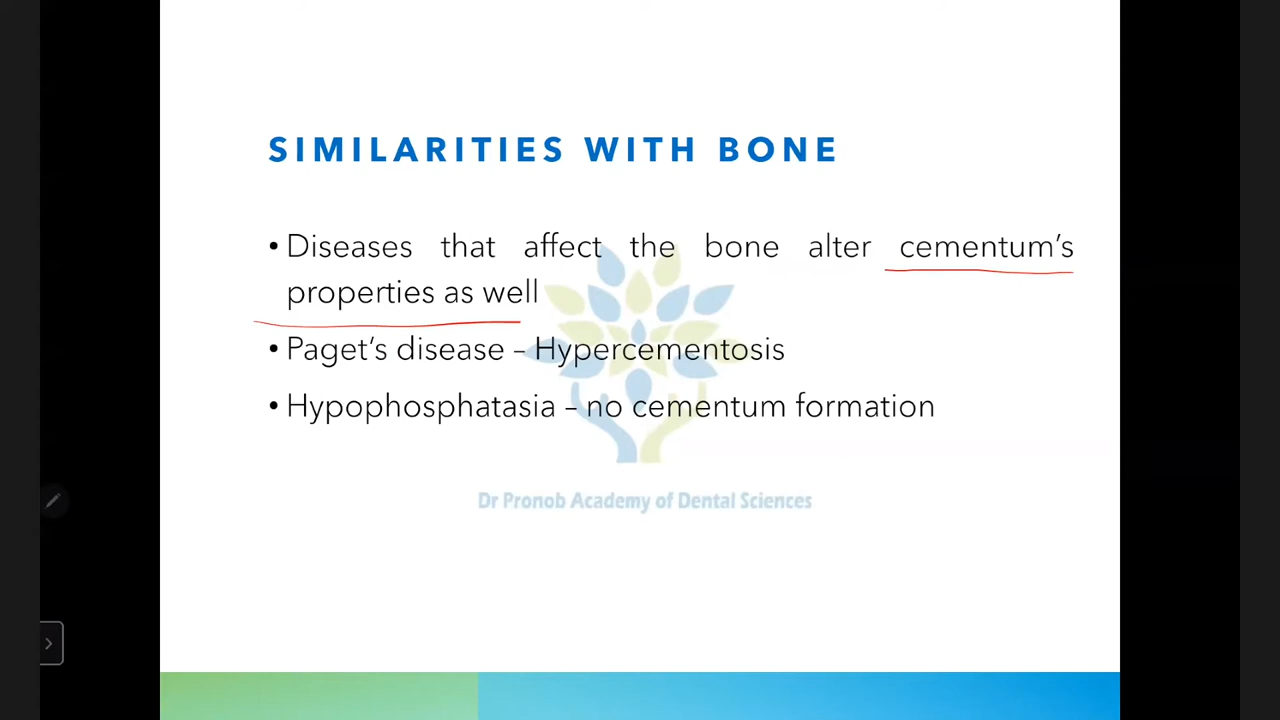 SIMILARITIES WITH BONE
• Diseases that affect the bone alter cementum's
properties as well
• Paget's disease – Hypercementosis
• Hypophosphatasia – no cementum formation
Dr Pronob Academy of Dental Sciences